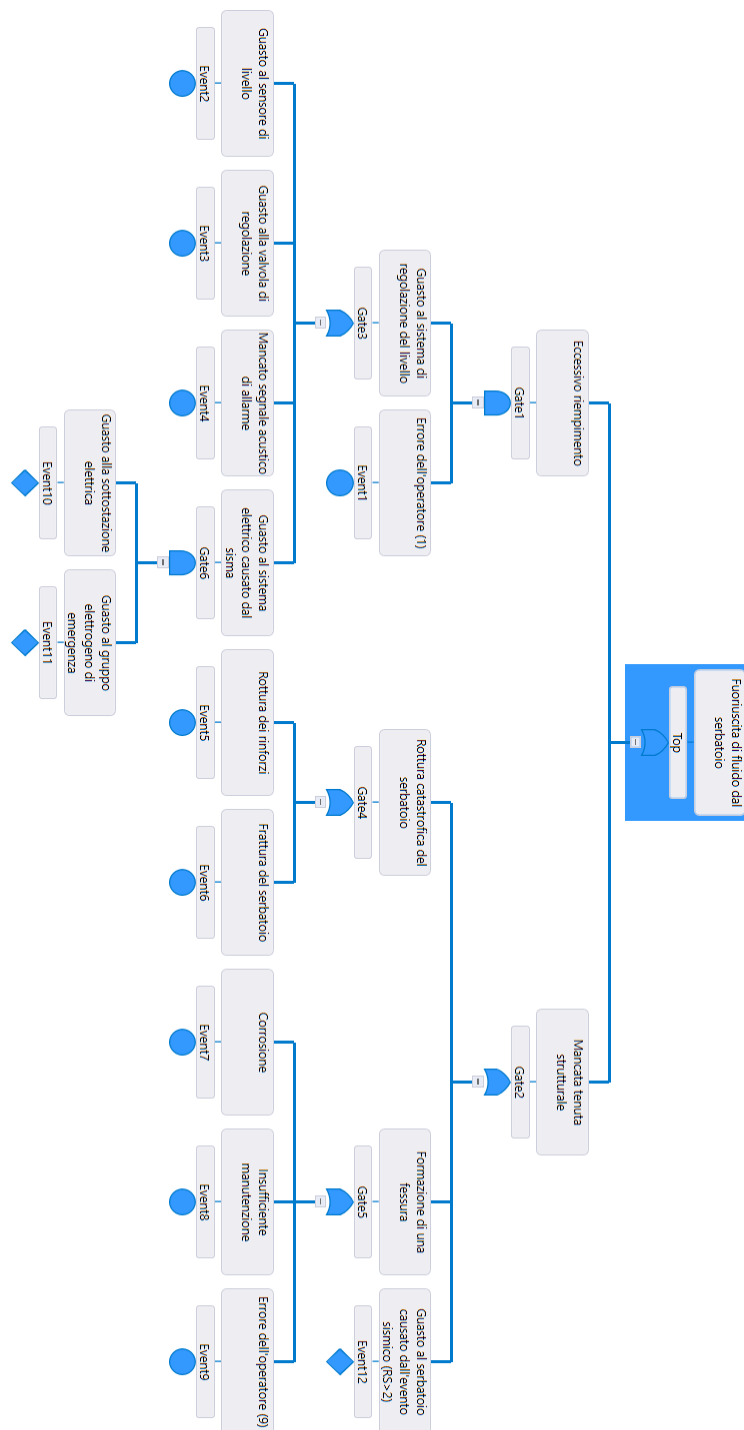 Fuoriuscita di fluido dal
serbatoio
Top
Eccessivo riempimento
Gate1
Mancata tenuta
strutturale
Gate2
Guasto al sistema di
regolazione del livello
Gate3
Errore dell'operatore (1)
Event1
Rottura catastrofica del
serbatoio
Gate4
Formazione di una
fessura
Gate5
Guasto al serbatoio
causato dall'evento
sismico (RS>2)
Event12
Guasto al sensore di
livello
Event2
Guasto alla valvola di
regolazione
Event3
Mancato segnale acustico
di allarme
Event4
Guasto al sistema
elettrico causato dal
sisma
Gate6
Rottura dei rinforzi
Event5
Frattura del serbatoio
Event6
Corrosione
Event7
Insufficiente
manutenzione
Event8
Errore dell'operatore (9)
Event9
Guasto alla sottostazione
elettrica
Event10
Guasto al gruppo
elettrogeno di
emergenza
Event11